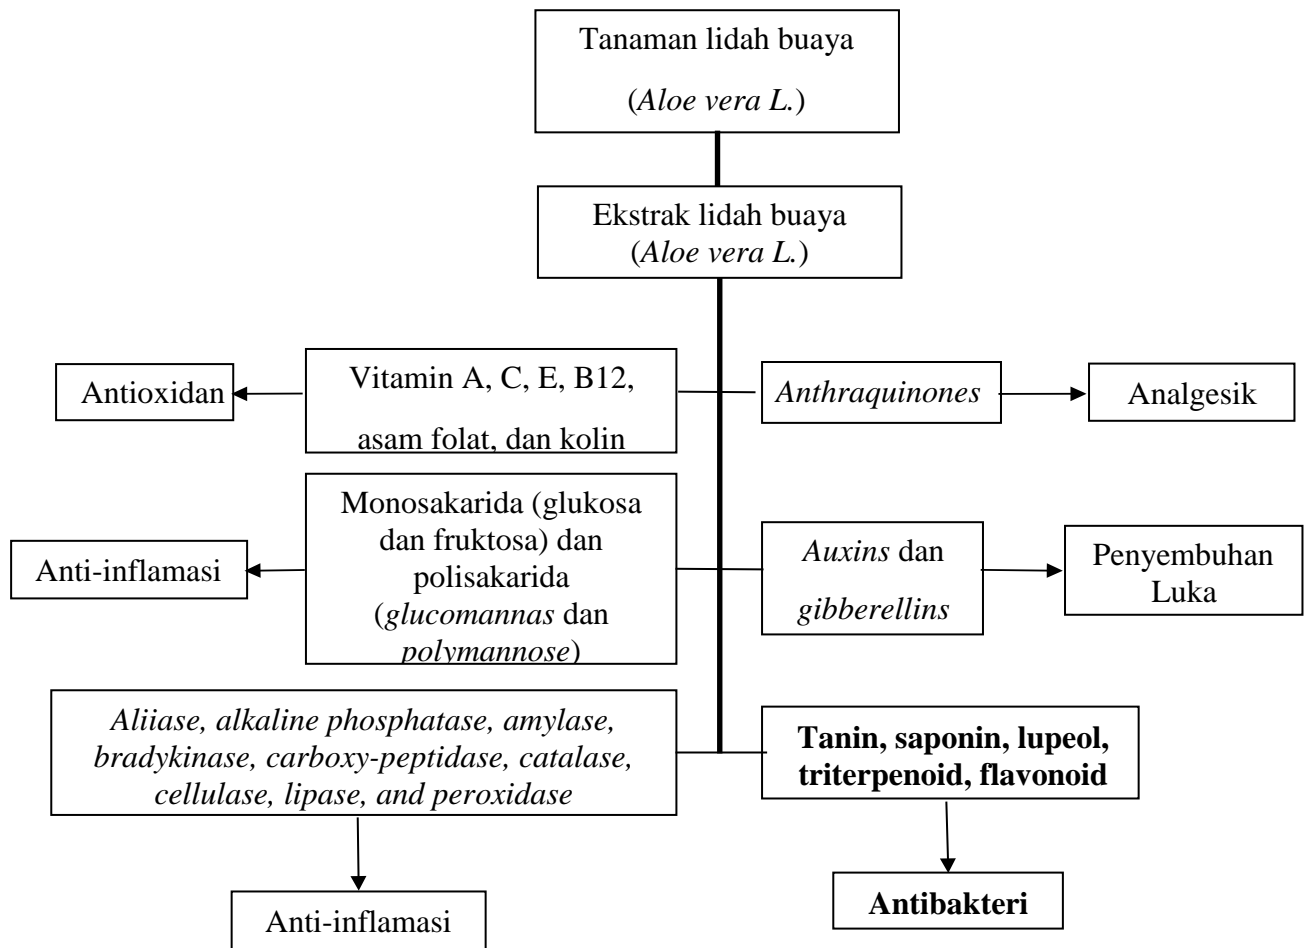 Tanaman lidah buaya
(Aloe vera L.)
Ekstrak lidah buaya
(Aloe vera L.)
Antioxidan
Vitamin A, C, E, B12,
asam folat, dan kolin
Anthraquinones
Analgesik
Anti-inflamasi
Monosakarida (glukosa
dan fruktosa) dan
polisakarida
(glucomannas dan
polymannose)
Auxins dan
gibberellins
Penyembuhan
Luka
Aliiase, alkaline phosphatase, amylase,
bradykinase, carboxy-peptidase, catalase,
cellulase, lipase, and peroxidase
Tanin, saponin, lupeol,
triterpenoid, flavonoid
Anti-inflamasi
Antibakteri